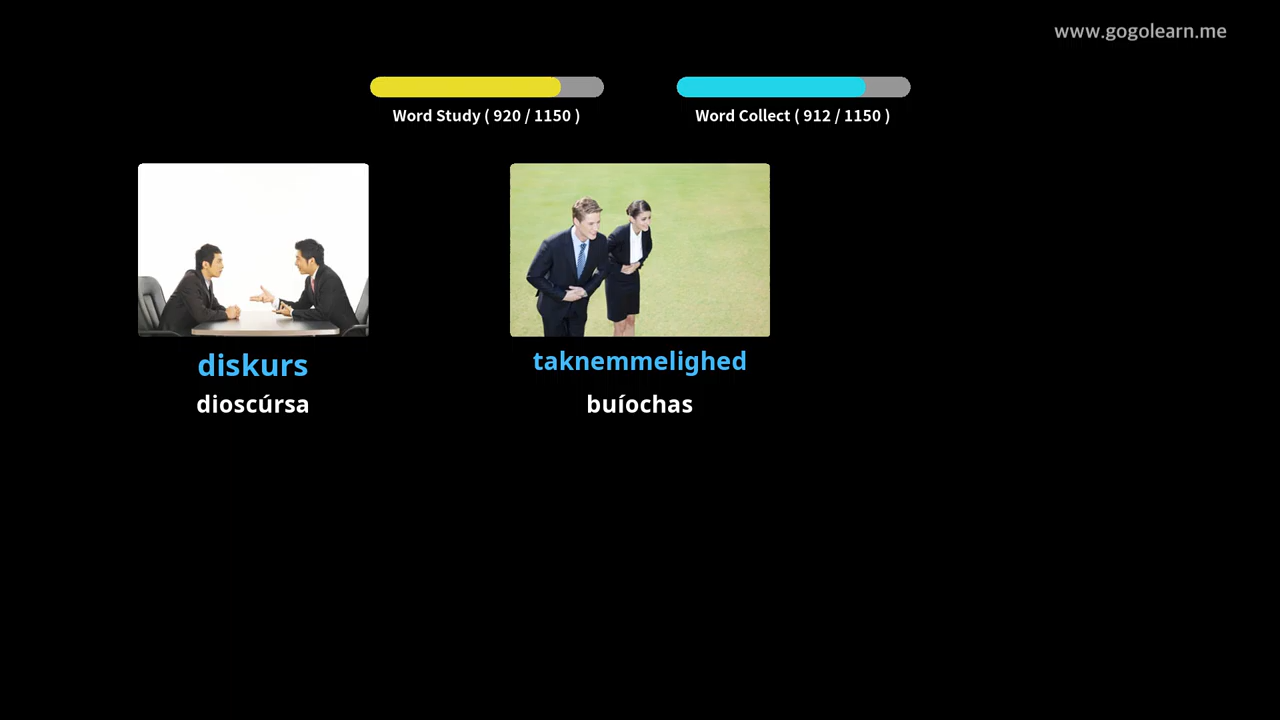 www.gogolearn.me
Word Study ( 920 / 1150 )
Word Collect ( 912 / 1150 )
diskurs
dioscúrsa
taknemmelighed
buíochas